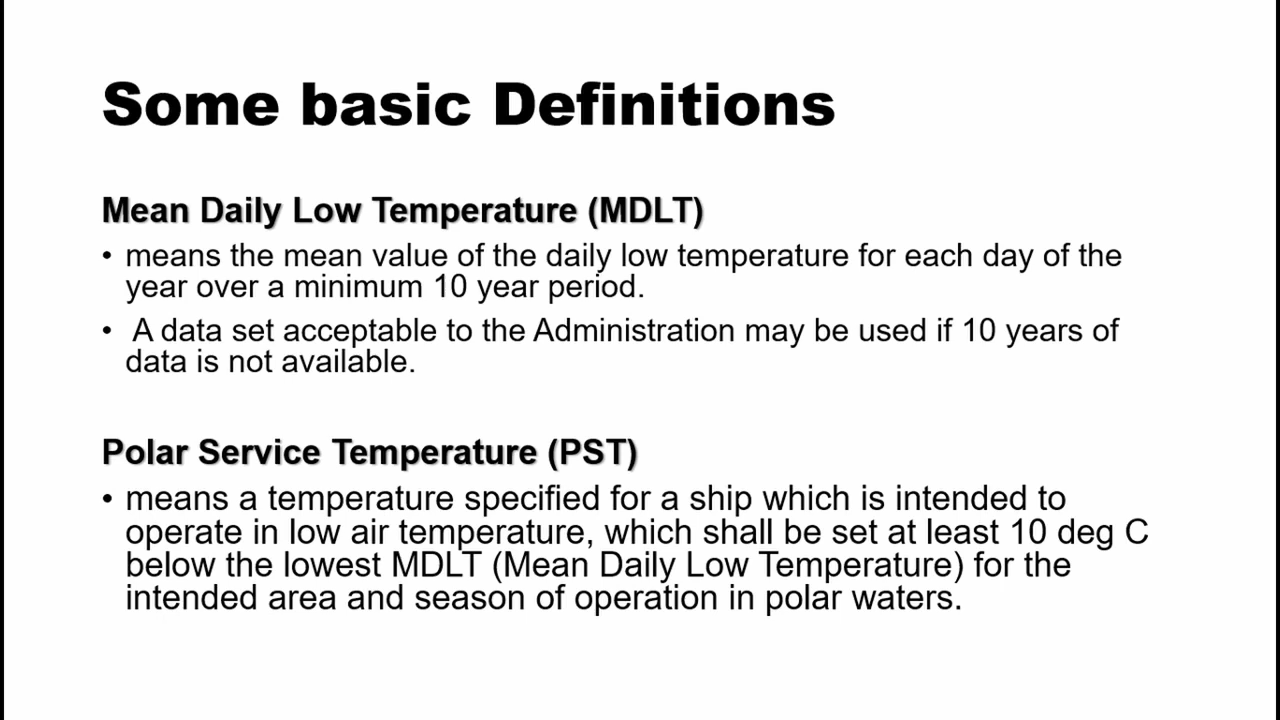 Some basic Definitions
Mean Daily Low Temperature (MDLT)
• means the mean value of the daily low temperature for each day of the
year over a minimum 10 year period.
• A data set acceptable to the Administration may be used if 10 years of
data is not available.
Polar Service Temperature (PST)
• means a temperature specified for a ship which is intended to
operate in low air temperature, which shall be set at least 10 deg C
below the lowest MDLT (Mean Daily Low Temperature) for the
intended area and season of operation in polar waters.